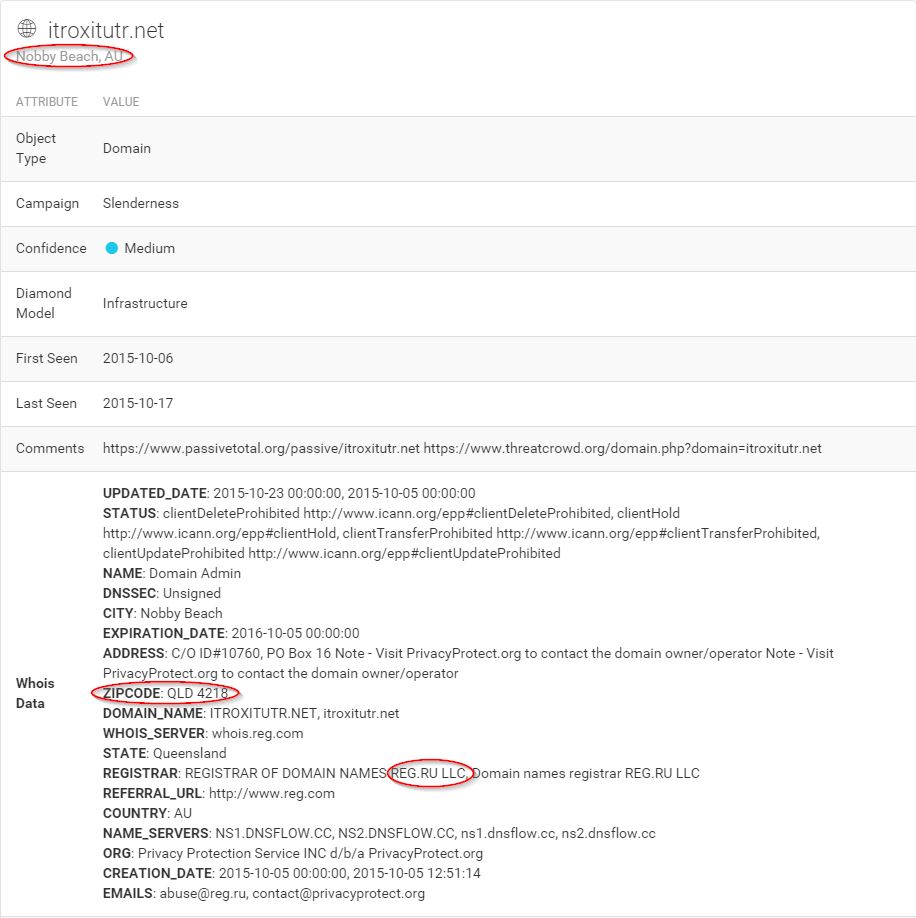 itroxitutr.net
Nobby Beach, AU
ATTRIBUTE VALUE
Object
Type
Domain
Campaign Slenderness
Confidence Medium
Diamond
Model
Infrastructure
First Seen 2015-10-06
Last Seen 2015-10-17
Comments https://www.passivetotal.org/passive/itroxitutr.net https://www.threatcrowd.org/domain.php?domain=itroxitutr.net
Whois
Data
UPDATED_DATE: 2015-10-23 00:00:00, 2015-10-05 00:00:00
STATUS: clientDeleteProhibited http://www.icann.org/epp#clientDeleteProhibited, clientHold
http://www.icann.org/epp#clientHold, clientTransferProhibited http://www.icann.org/epp#clientTransferProhibited,
clientUpdateProhibited http://www.icann.org/epp#clientUpdateProhibited
NAME: Domain Admin
DNSSEC: Unsigned
CITY: Nobby Beach
EXPIRATION_DATE: 2016-10-05 00:00:00
ADDRESS: C/O ID#10760, PO Box 16 Note - Visit PrivacyProtect.org to contact the domain owner/operator Note - Visit
PrivacyProtect.org to contact the domain owner/operator
ZIPCODE: QLD 4218
DOMAIN_NAME: ITROXITUTR.NET, itroxitutr.net
WHOIS_SERVER: whois.reg.com
STATE: Queensland
REGISTRAR: REGISTRAR OF DOMAIN NAMES REG.RU LLC, Domain names registrar REG.RU LLC
REFERRAL_URL: http://www.reg.com
COUNTRY: AU
NAME_SERVERS: NS1.DNSFLOW.CC, NS2.DNSFLOW.CC, ns1.dnsflow.cc, ns2.dnsflow.cc
ORG: Privacy Protection Service INC d/b/a PrivacyProtect.org
CREATION_DATE: 2015-10-05 00:00:00, 2015-10-05 12:51:14
EMAILS: abuse@reg.ru, contact@privacyprotect.org